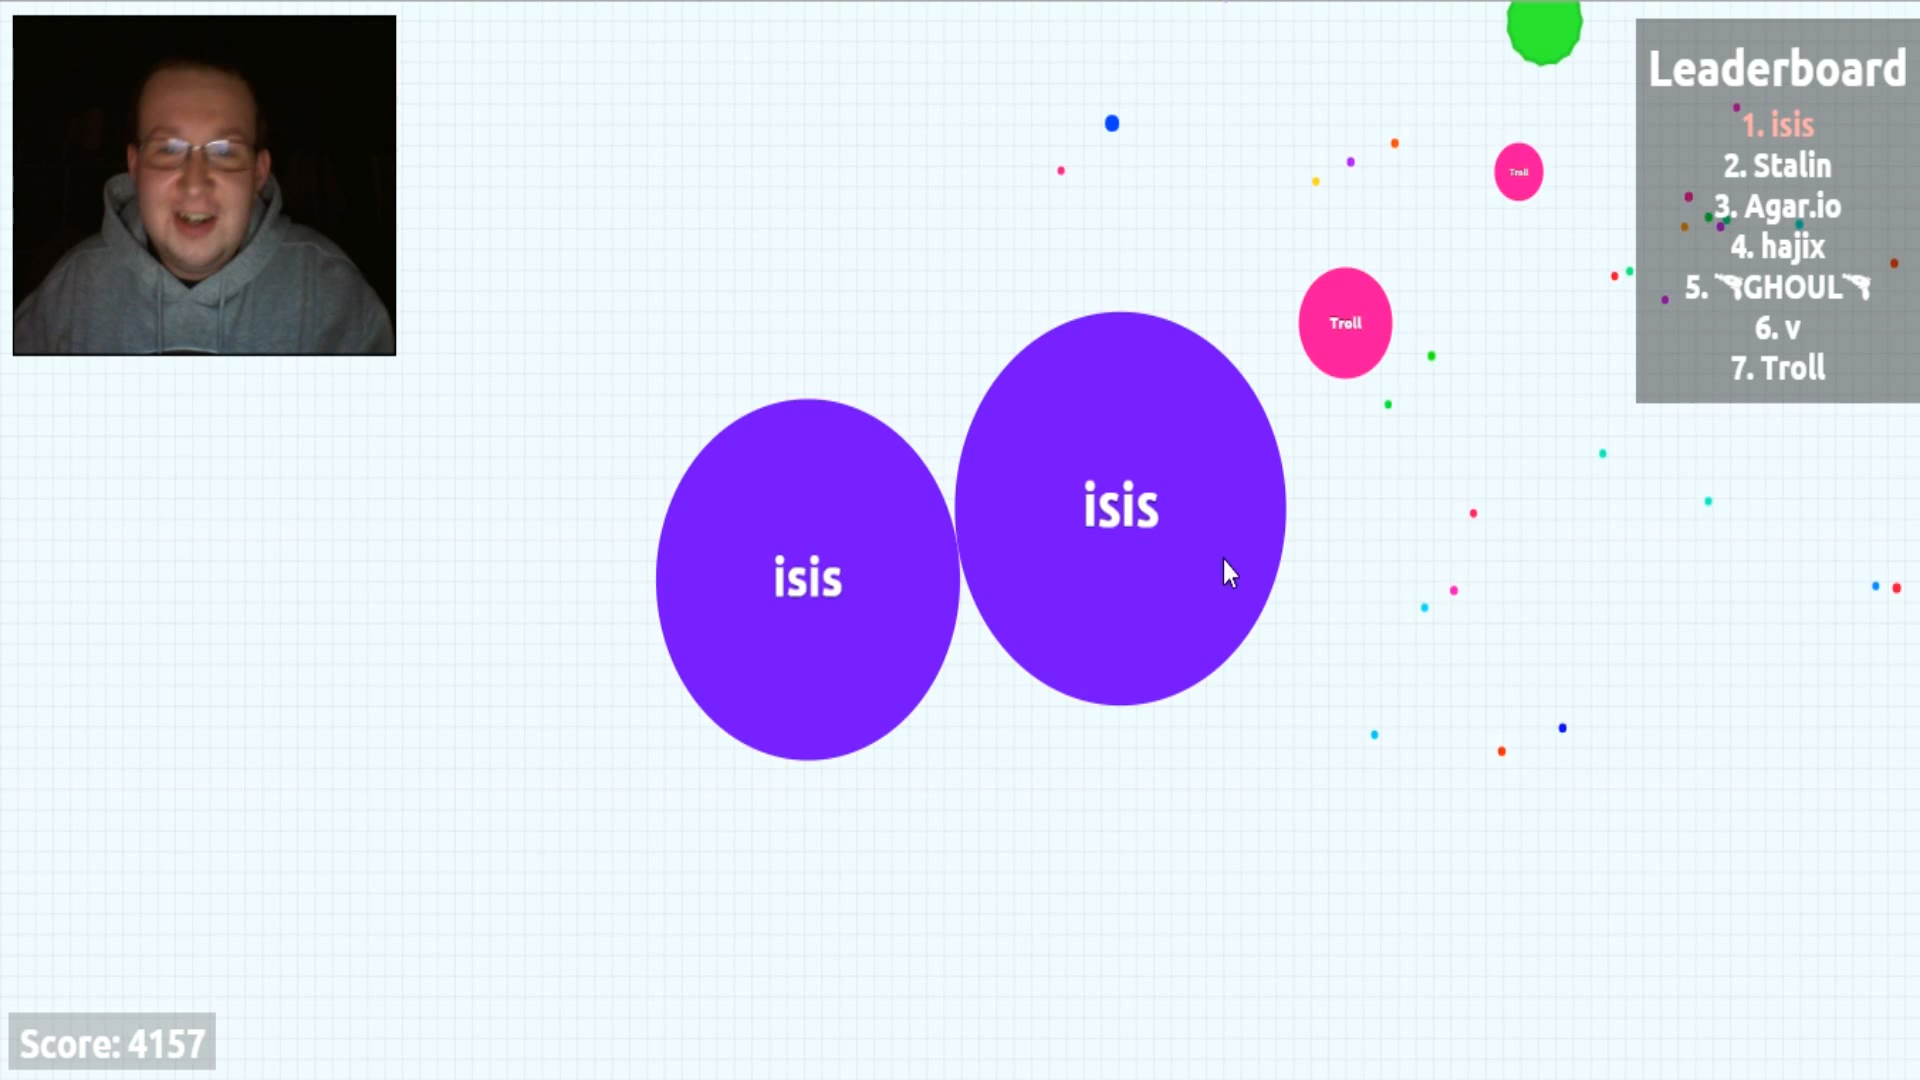 Leaderboard
1. isis
2. Stalin
3. Agar.io
4. hajix
5. GHOUL
6. v
7. Troll
Troll
Troll
isis
isis
Score: 4157